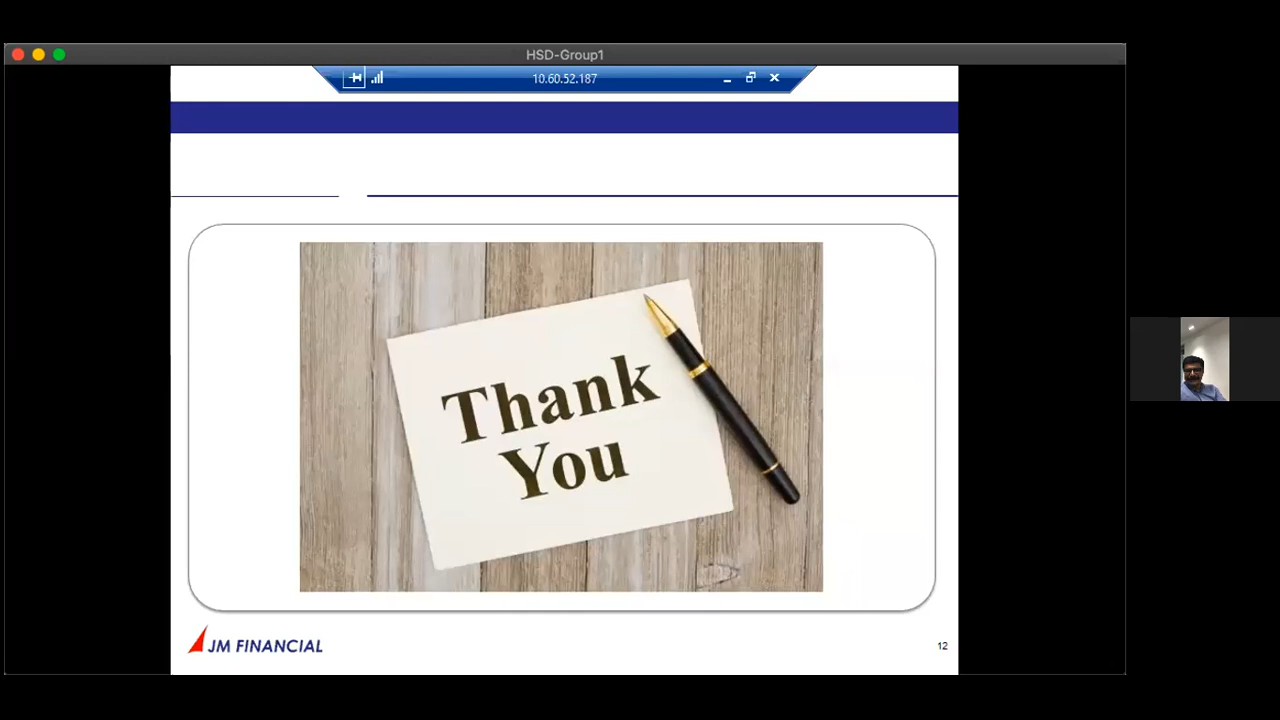 HSD-Group1
10.60.52.187
Thank
You
JM FINANCIAL
12